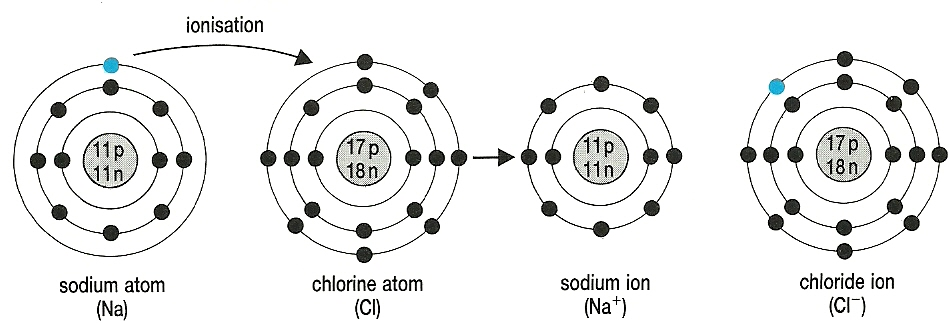 ionisation
11p
11n
17p
18n
11p
11n
17p
18n
sodium atom
(Na)
chlorine atom
(Cl)
sodium ion
(Na⁺)
chloride ion
(Cl⁻)